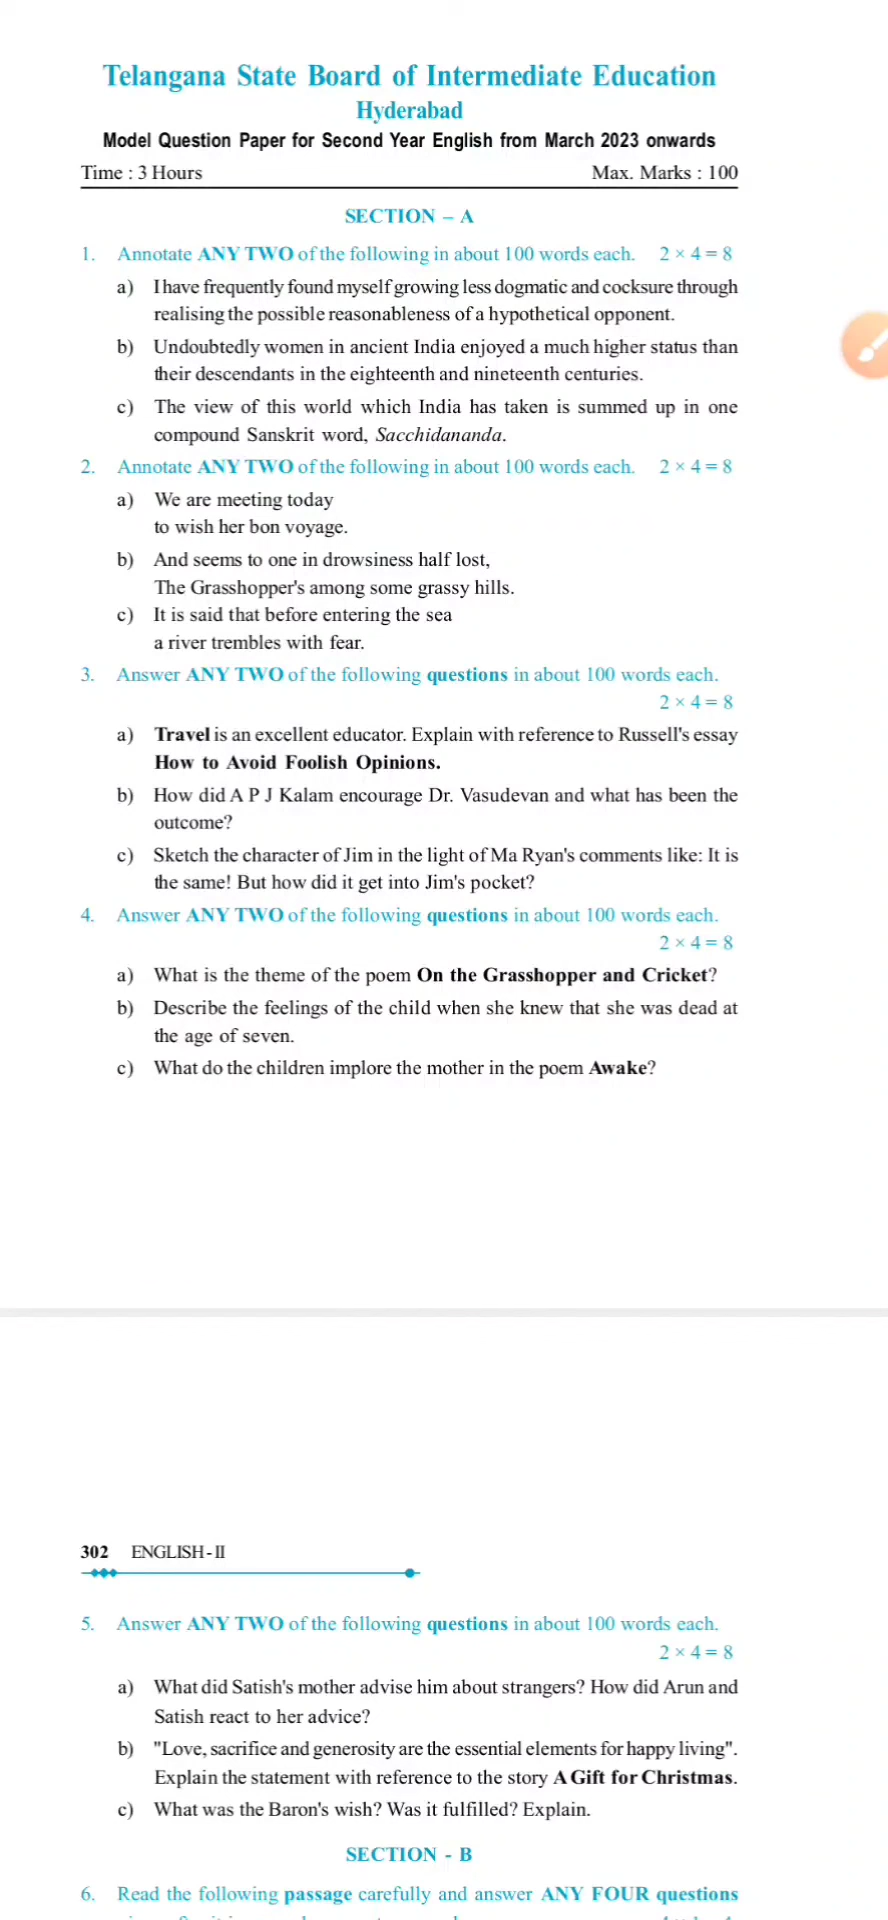 Telangana State Board of Intermediate Education
Hyderabad
Model Question Paper for Second Year English from March 2023 onwards
Time : 3 Hours Max. Marks : 100
SECTION – A
1. Annotate ANY TWO of the following in about 100 words each. 2 × 4 = 8
a) I have frequently found myself growing less dogmatic and cocksure through
realising the possible reasonableness of a hypothetical opponent.
b) Undoubtedly women in ancient India enjoyed a much higher status than
their descendants in the eighteenth and nineteenth centuries.
c) The view of this world which India has taken is summed up in one
compound Sanskrit word, Sacchidananda.
2. Annotate ANY TWO of the following in about 100 words each. 2 × 4 = 8
a) We are meeting today
to wish her bon voyage.
b) And seems to one in drowsiness half lost,
The Grasshopper's among some grassy hills.
c) It is said that before entering the sea
a river trembles with fear.
3. Answer ANY TWO of the following questions in about 100 words each.
2 × 4 = 8
a) Travel is an excellent educator. Explain with reference to Russell's essay
How to Avoid Foolish Opinions.
b) How did A P J Kalam encourage Dr. Vasudevan and what has been the
outcome?
c) Sketch the character of Jim in the light of Ma Ryan's comments like: It is
the same! But how did it get into Jim's pocket?
4. Answer ANY TWO of the following questions in about 100 words each.
2 × 4 = 8
a) What is the theme of the poem On the Grasshopper and Cricket?
b) Describe the feelings of the child when she knew that she was dead at
the age of seven.
c) What do the children implore the mother in the poem Awake?
302 ENGLISH - II
5. Answer ANY TWO of the following questions in about 100 words each.
2 × 4 = 8
a) What did Satish's mother advise him about strangers? How did Arun and
Satish react to her advice?
b) "Love, sacrifice and generosity are the essential elements for happy living".
Explain the statement with reference to the story A Gift for Christmas.
c) What was the Baron's wish? Was it fulfilled? Explain.
SECTION - B
6. Read the following passage carefully and answer ANY FOUR questions